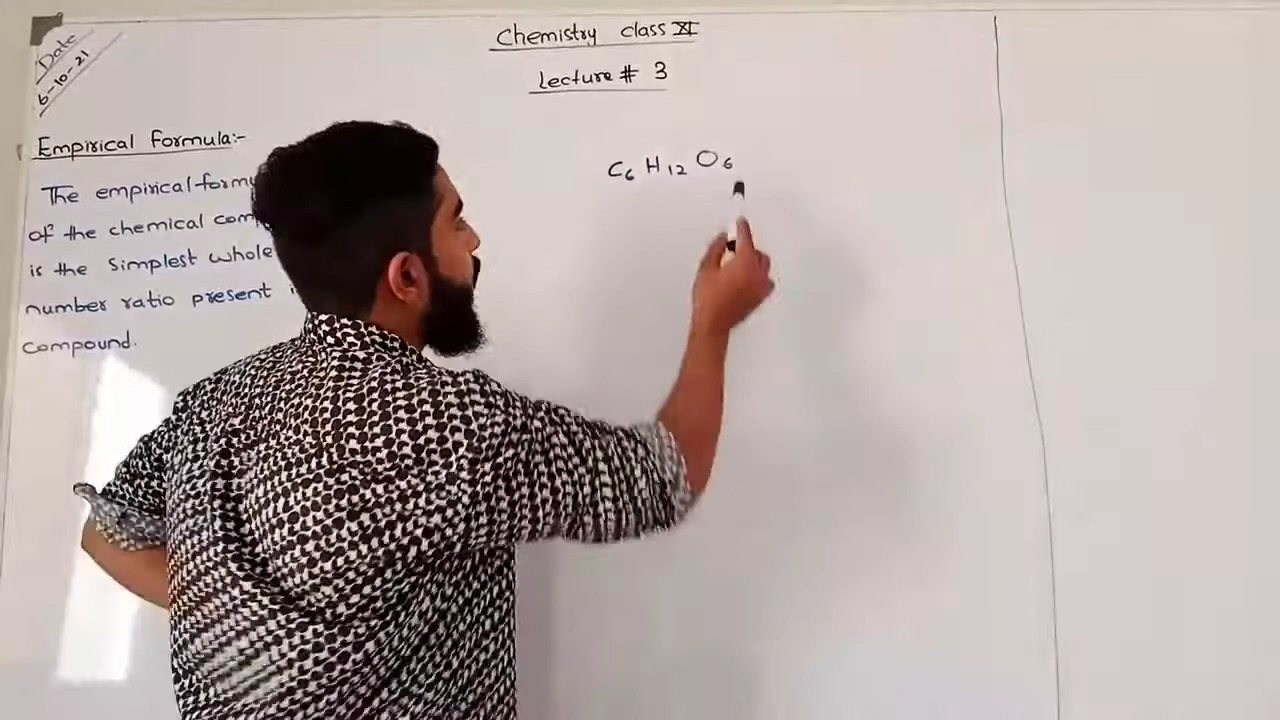 Date
6-10-21
Chemistry class XI
Lecture # 3
Empirical Formula:-
The empirical form
of the chemical com
is the Simplest whole
number ratio present
compound.
C₆ H₁₂ O₆